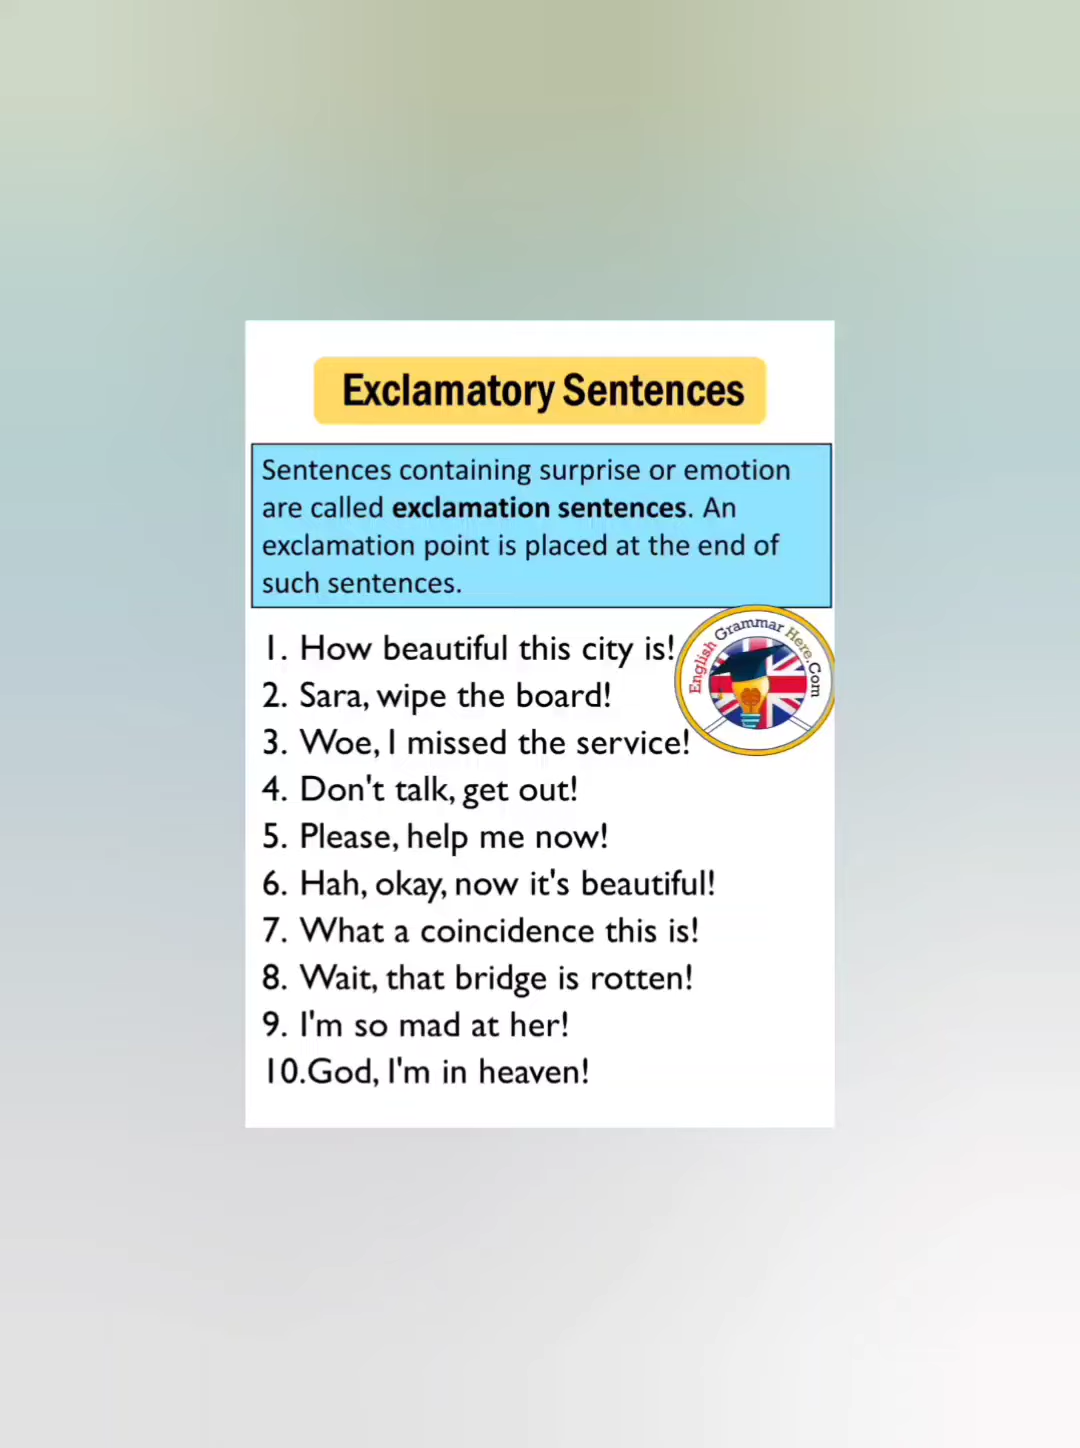 Exclamatory Sentences
Sentences containing surprise or emotion
are called exclamation sentences. An
exclamation point is placed at the end of
such sentences.
English Grammar Here.Com
1. How beautiful this city is!
2. Sara, wipe the board!
3. Woe, I missed the service!
4. Don't talk, get out!
5. Please, help me now!
6. Hah, okay, now it's beautiful!
7. What a coincidence this is!
8. Wait, that bridge is rotten!
9. I'm so mad at her!
10.God, I'm in heaven!